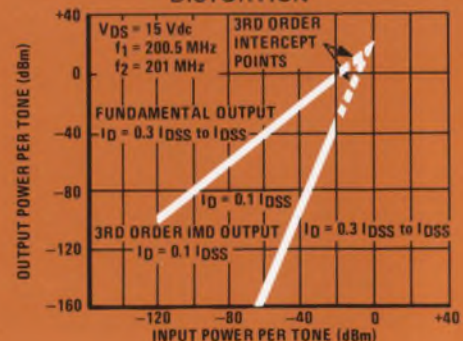 DISTORTION
+40
VDS = 15 Vdc
f1 = 200.5 MHz
f2 = 201 MHz
3RD ORDER
INTERCEPT
POINTS
0
FUNDAMENTAL OUTPUT
ID = 0.3 IDSS to IDSS
-40
-80
ID = 0.1 IDSS
3RD ORDER IMD OUTPUT
ID = 0.1 IDSS
ID = 0.3 IDSS to IDSS
-120
-160
-120 -80 -40 0 +40
OUTPUT POWER PER TONE (dBm)
INPUT POWER PER TONE (dBm)